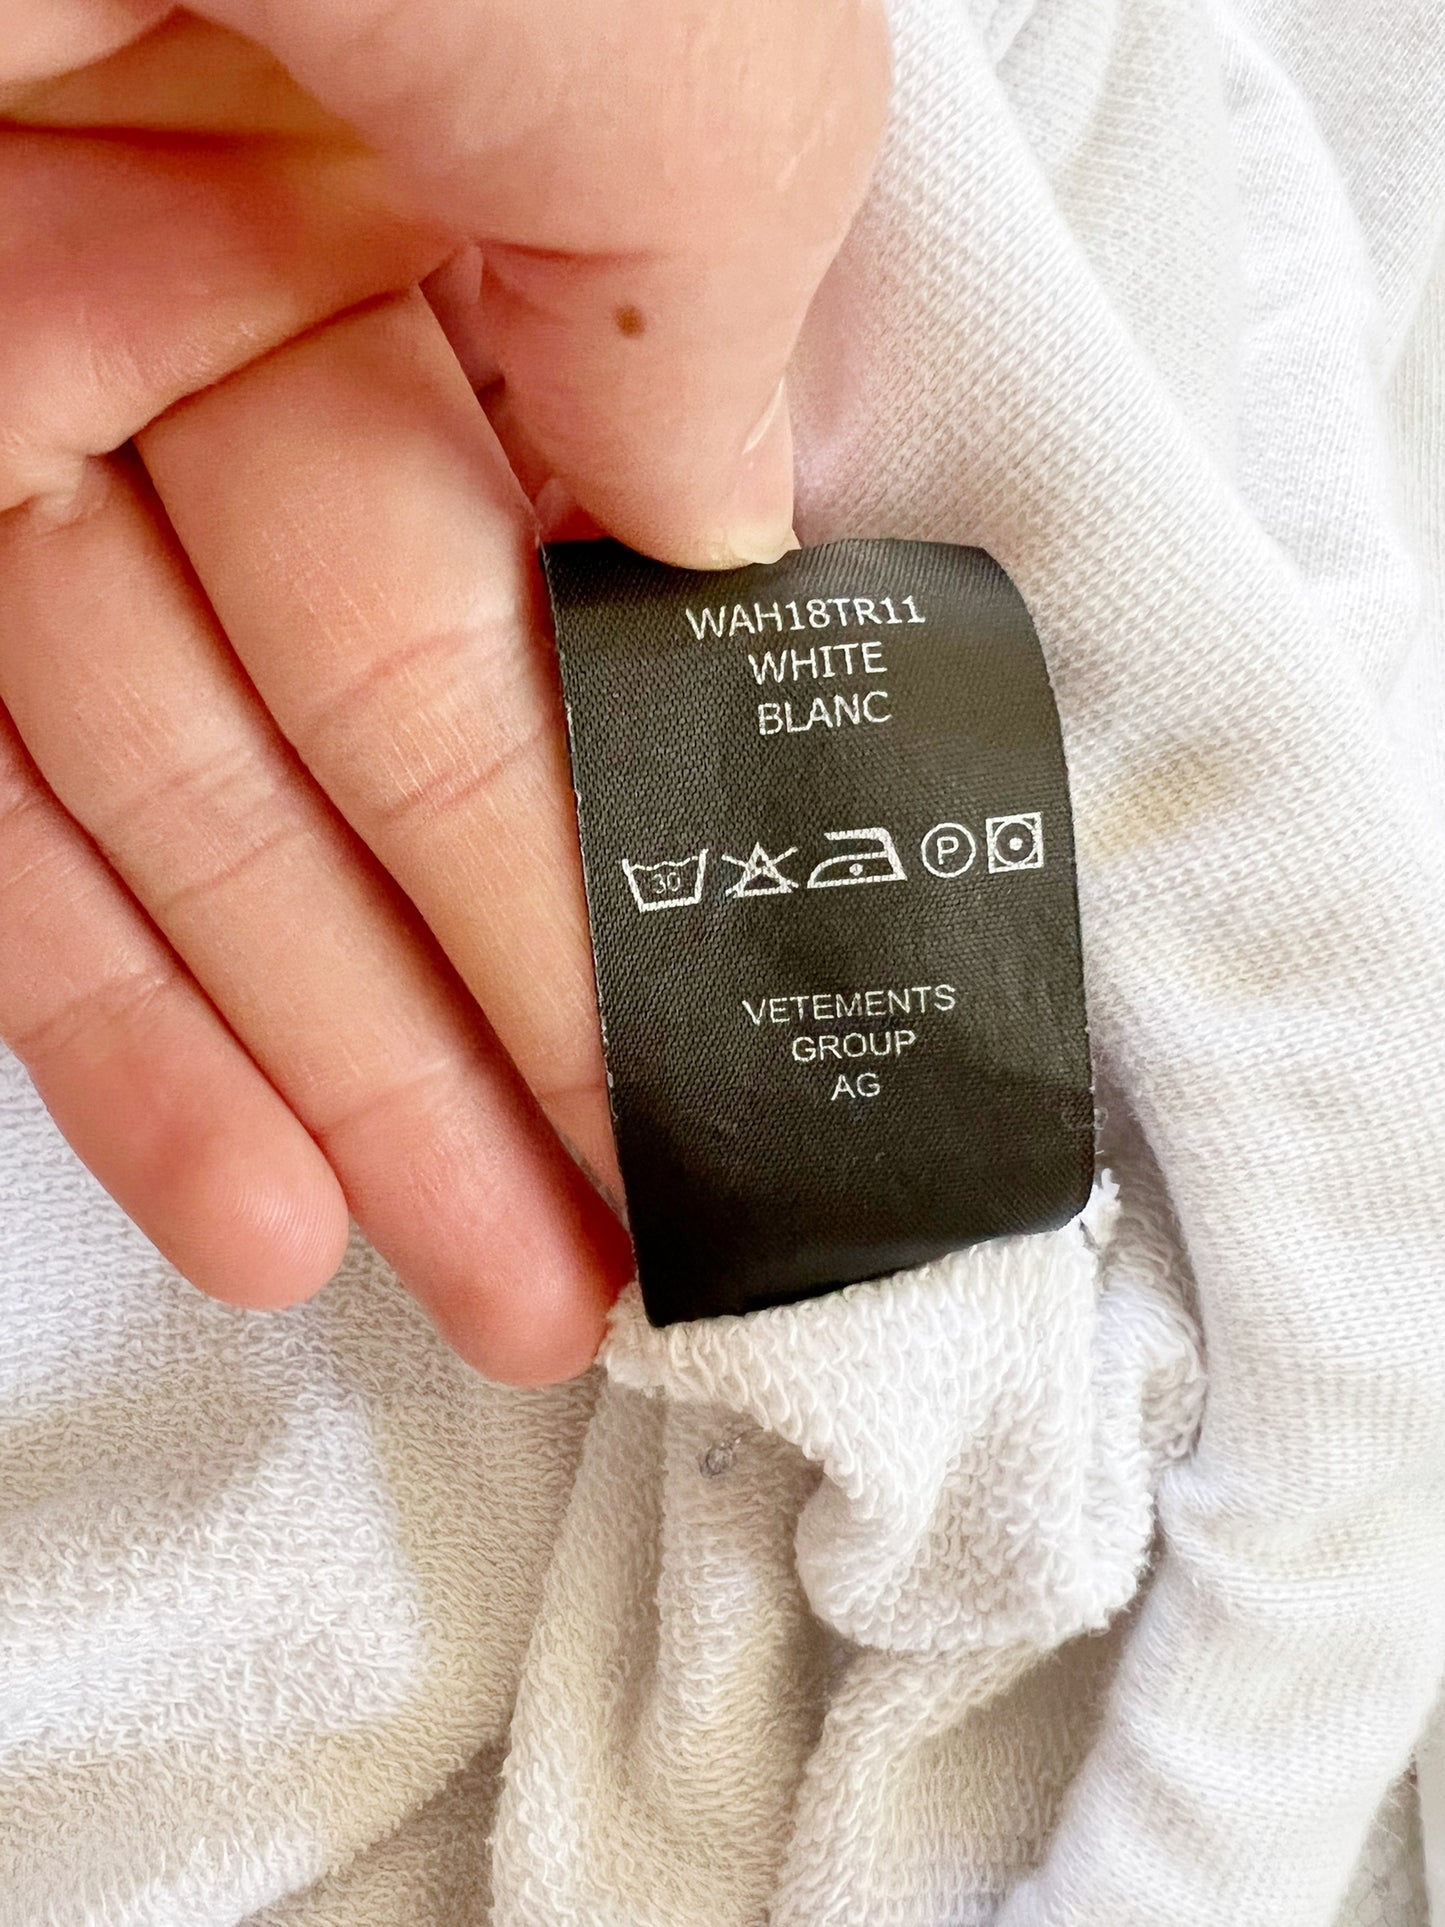 WAH18TR11
WHITE
BLANC
30 P
VETEMENTS
GROUP
AG